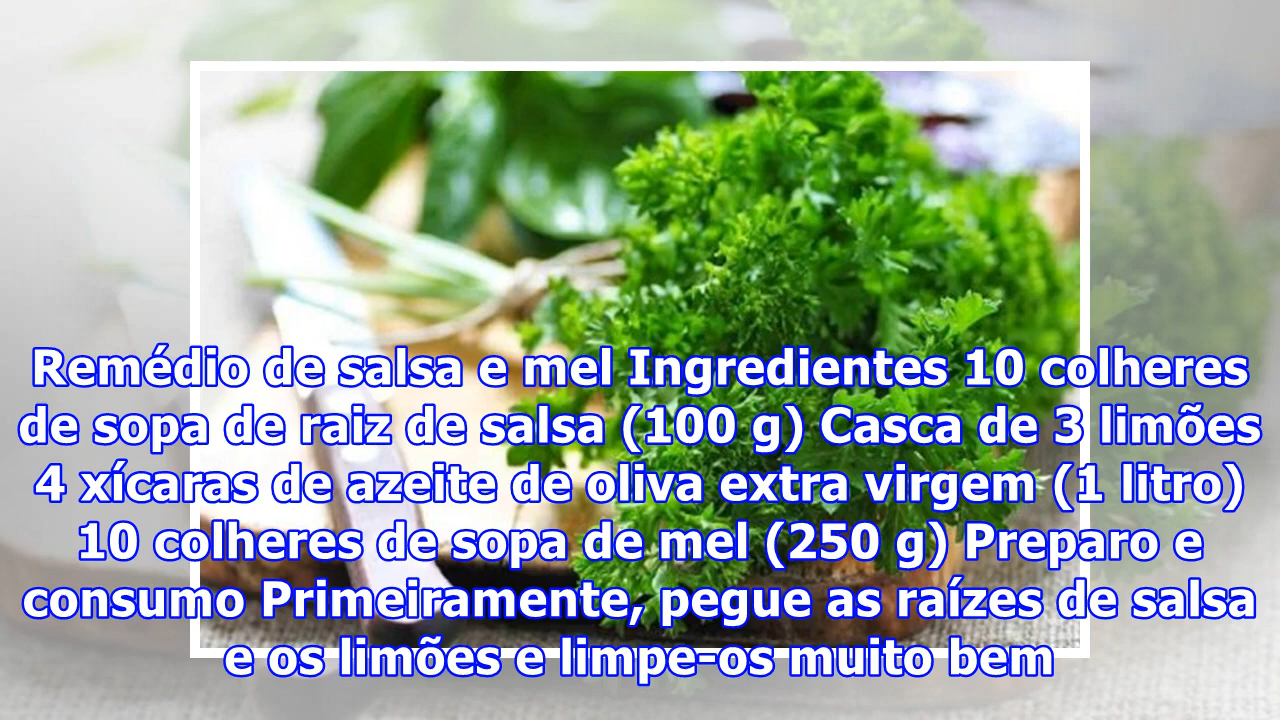 Remédio de salsa e mel Ingredientes 10 colheres
de sopa de raiz de salsa (100 g) Casca de 3 limões
4 xícaras de azeite de oliva extra virgem (1 litro)
10 colheres de sopa de mel (250 g) Preparo e
consumo Primeiramente, pegue as raízes de salsa
e os limões e limpe-os muito bem